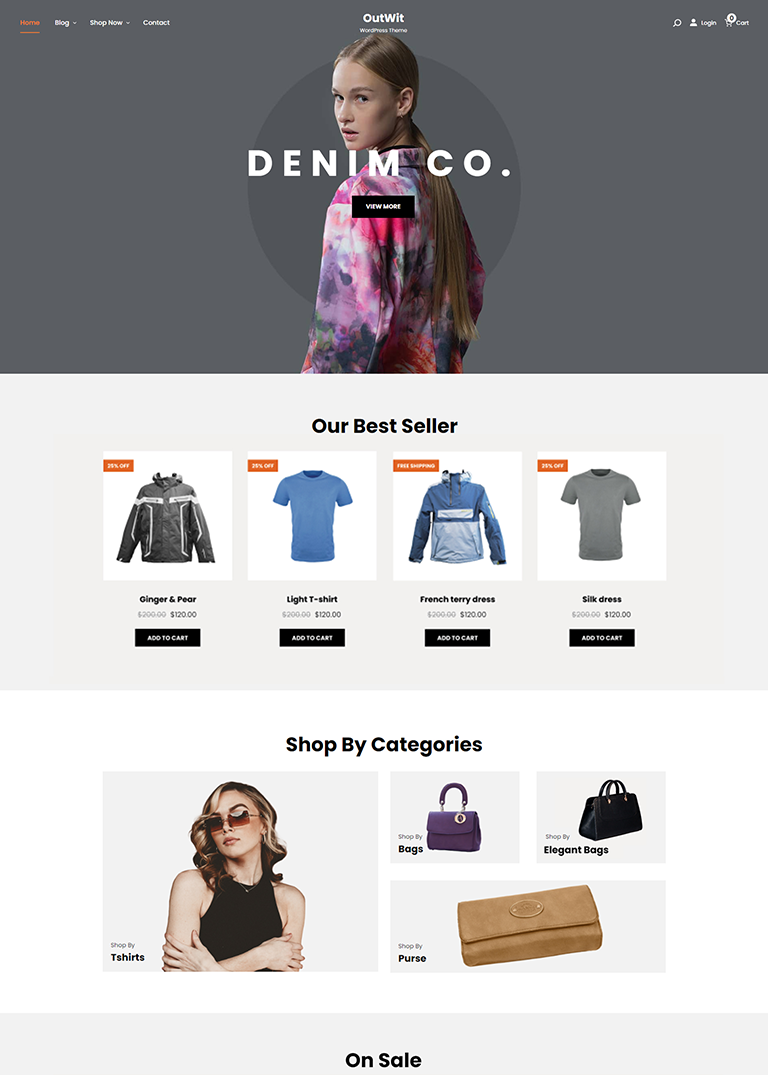 Home Blog Shop Now Contact
OutWit
WordPress Theme
Login
0
Cart
DENIM CO.
VIEW MORE
Our Best Seller
25% OFF
25% OFF
FREE SHIPPING
25% OFF
Ginger & Pear
Light T-shirt
French terry dress
Silk dress
$200.00 $120.00
$200.00 $120.00
$200.00 $120.00
$200.00 $120.00
ADD TO CART
ADD TO CART
ADD TO CART
ADD TO CART
Shop By Categories
Shop By
Tshirts
Shop By
Bags
Shop By
Elegant Bags
Shop By
Purse
On Sale